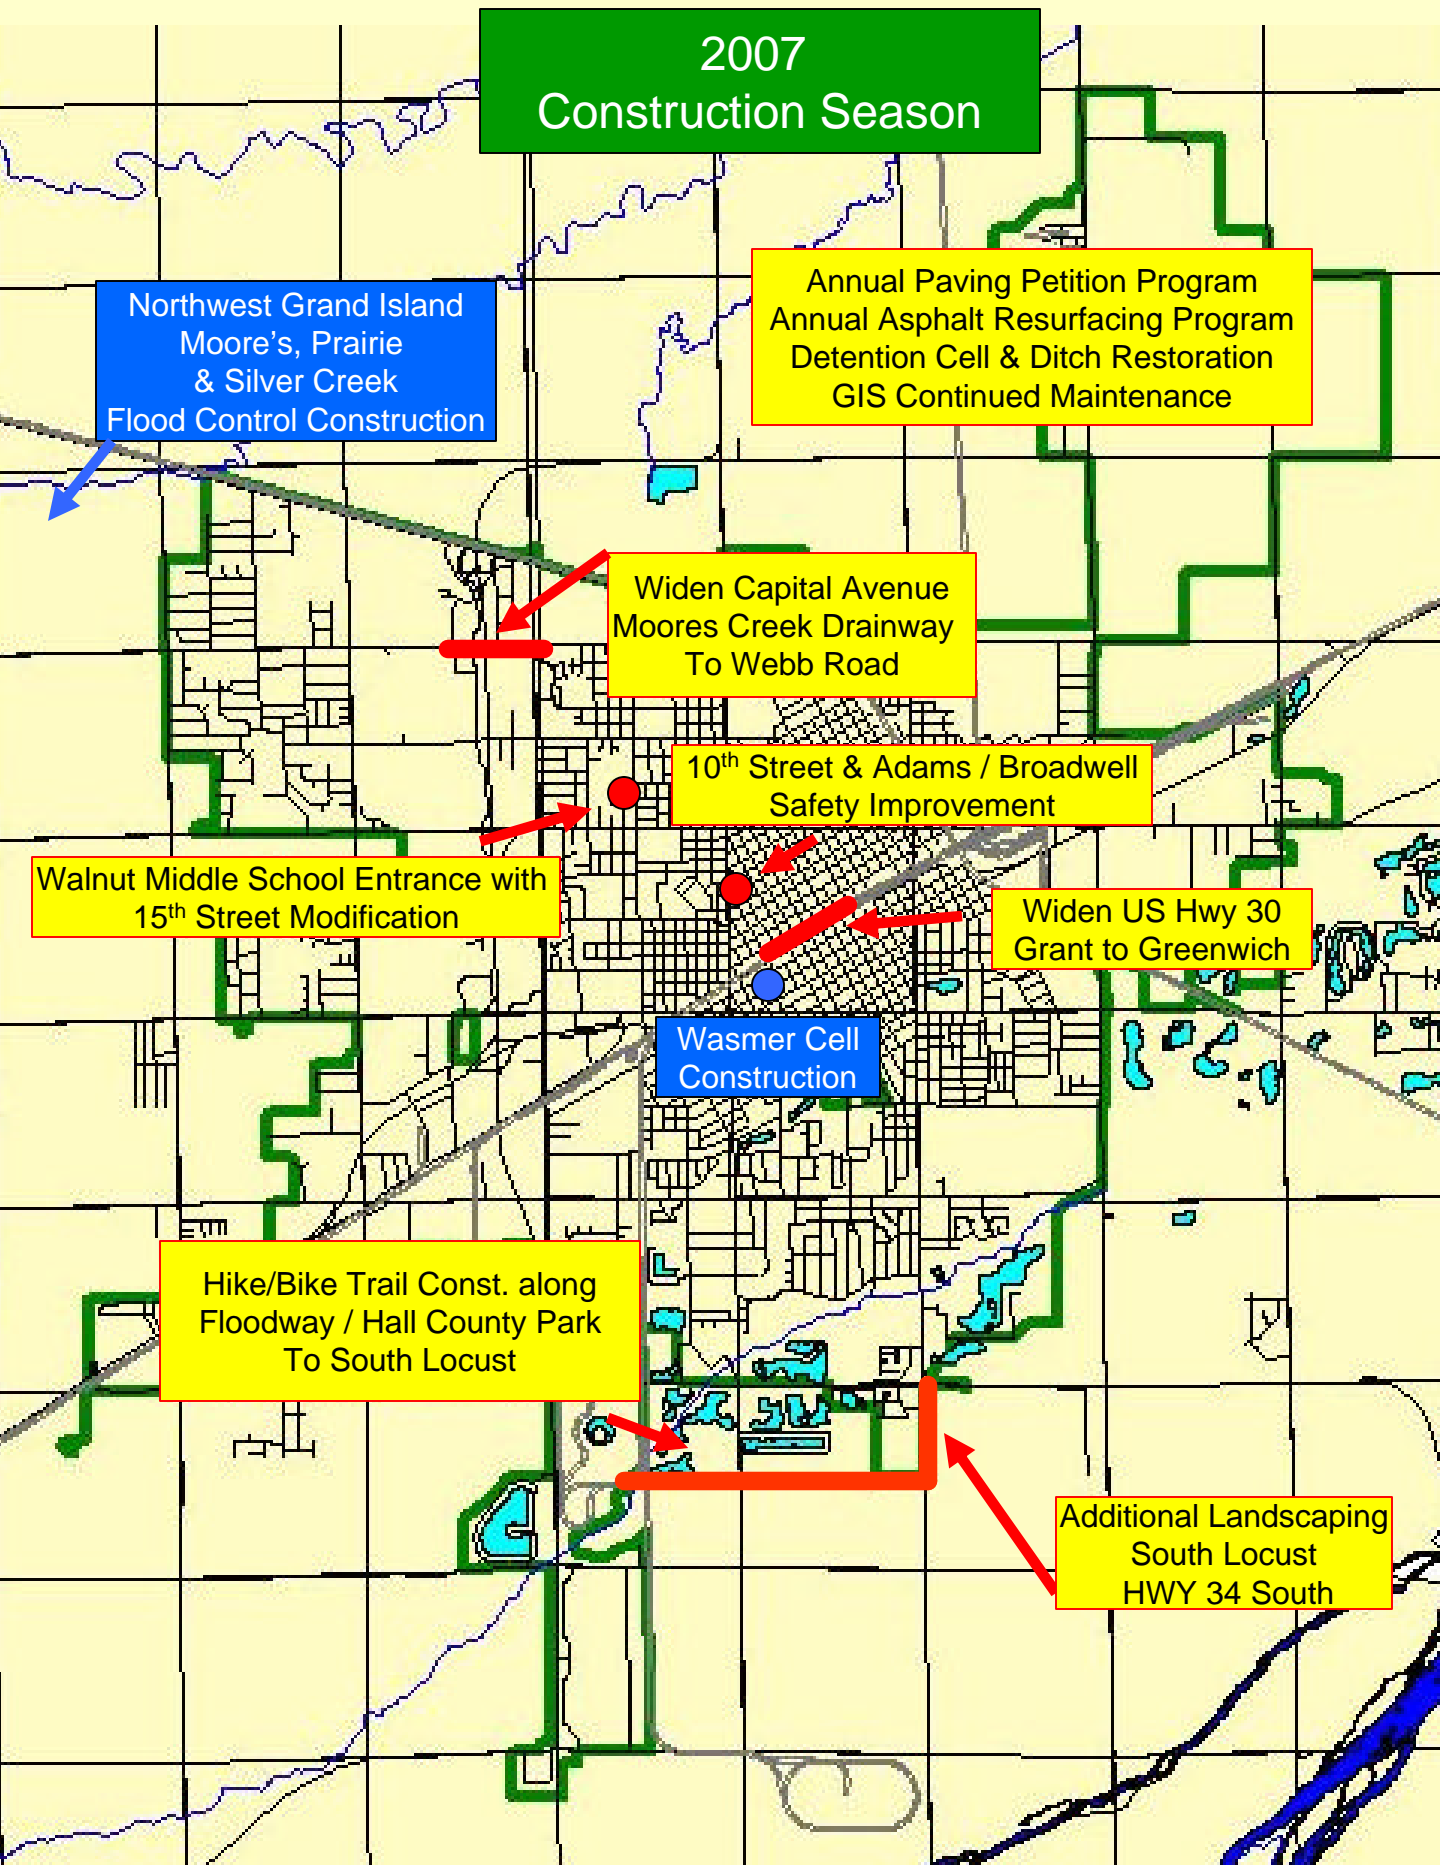 2007
Construction Season
Northwest Grand Island
Moore's, Prairie
& Silver Creek
Flood Control Construction
Annual Paving Petition Program
Annual Asphalt Resurfacing Program
Detention Cell & Ditch Restoration
GIS Continued Maintenance
Widen Capital Avenue
Moores Creek Drainway
To Webb Road
10th Street & Adams / Broadwell
Safety Improvement
Walnut Middle School Entrance with
15th Street Modification
Widen US Hwy 30
Grant to Greenwich
Wasmer Cell
Construction
Hike/Bike Trail Const. along
Floodway / Hall County Park
To South Locust
Additional Landscaping
South Locust
HWY 34 South